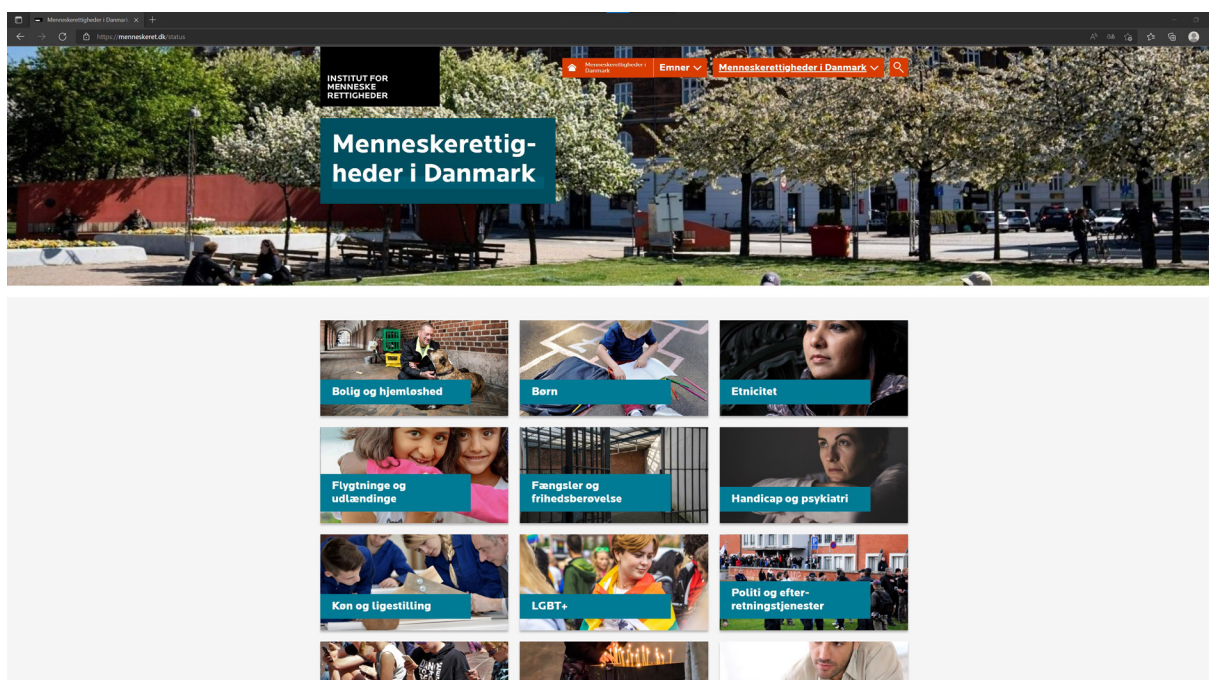 Menneskerettigheder i Danmark
https://menneskeret.dk/status
INSTITUT FOR
MENNESKE
RETTIGHEDER
Menneskerettigheder i
Danmark
Emner
Menneskerettigheder i Danmark
Menneskerettig-
heder i Danmark
Bolig og hjemløshed
Børn
Etnicitet
Flygtninge og
udlændinge
Fængsler og
frihedsberøvelse
Handicap og psykiatri
Køn og ligestilling
LGBT+
Politi og efter-
retningstjenester